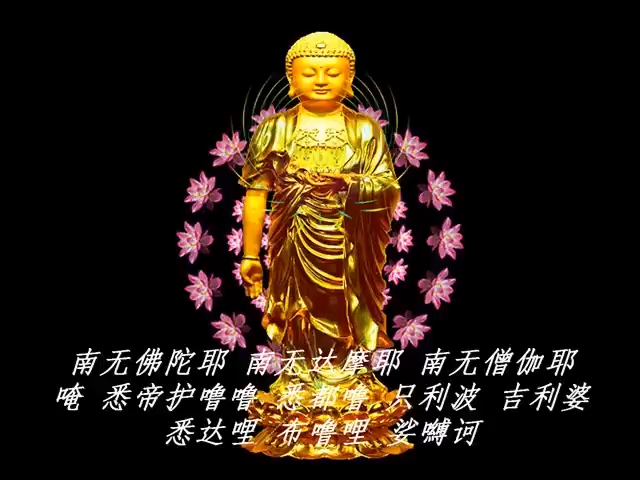 南无佛陀耶 南无达摩耶 南无僧伽耶
唵 悉帝护噜噜 悉都噜 只利波 吉利婆
悉达哩 布噜哩 娑嚩诃